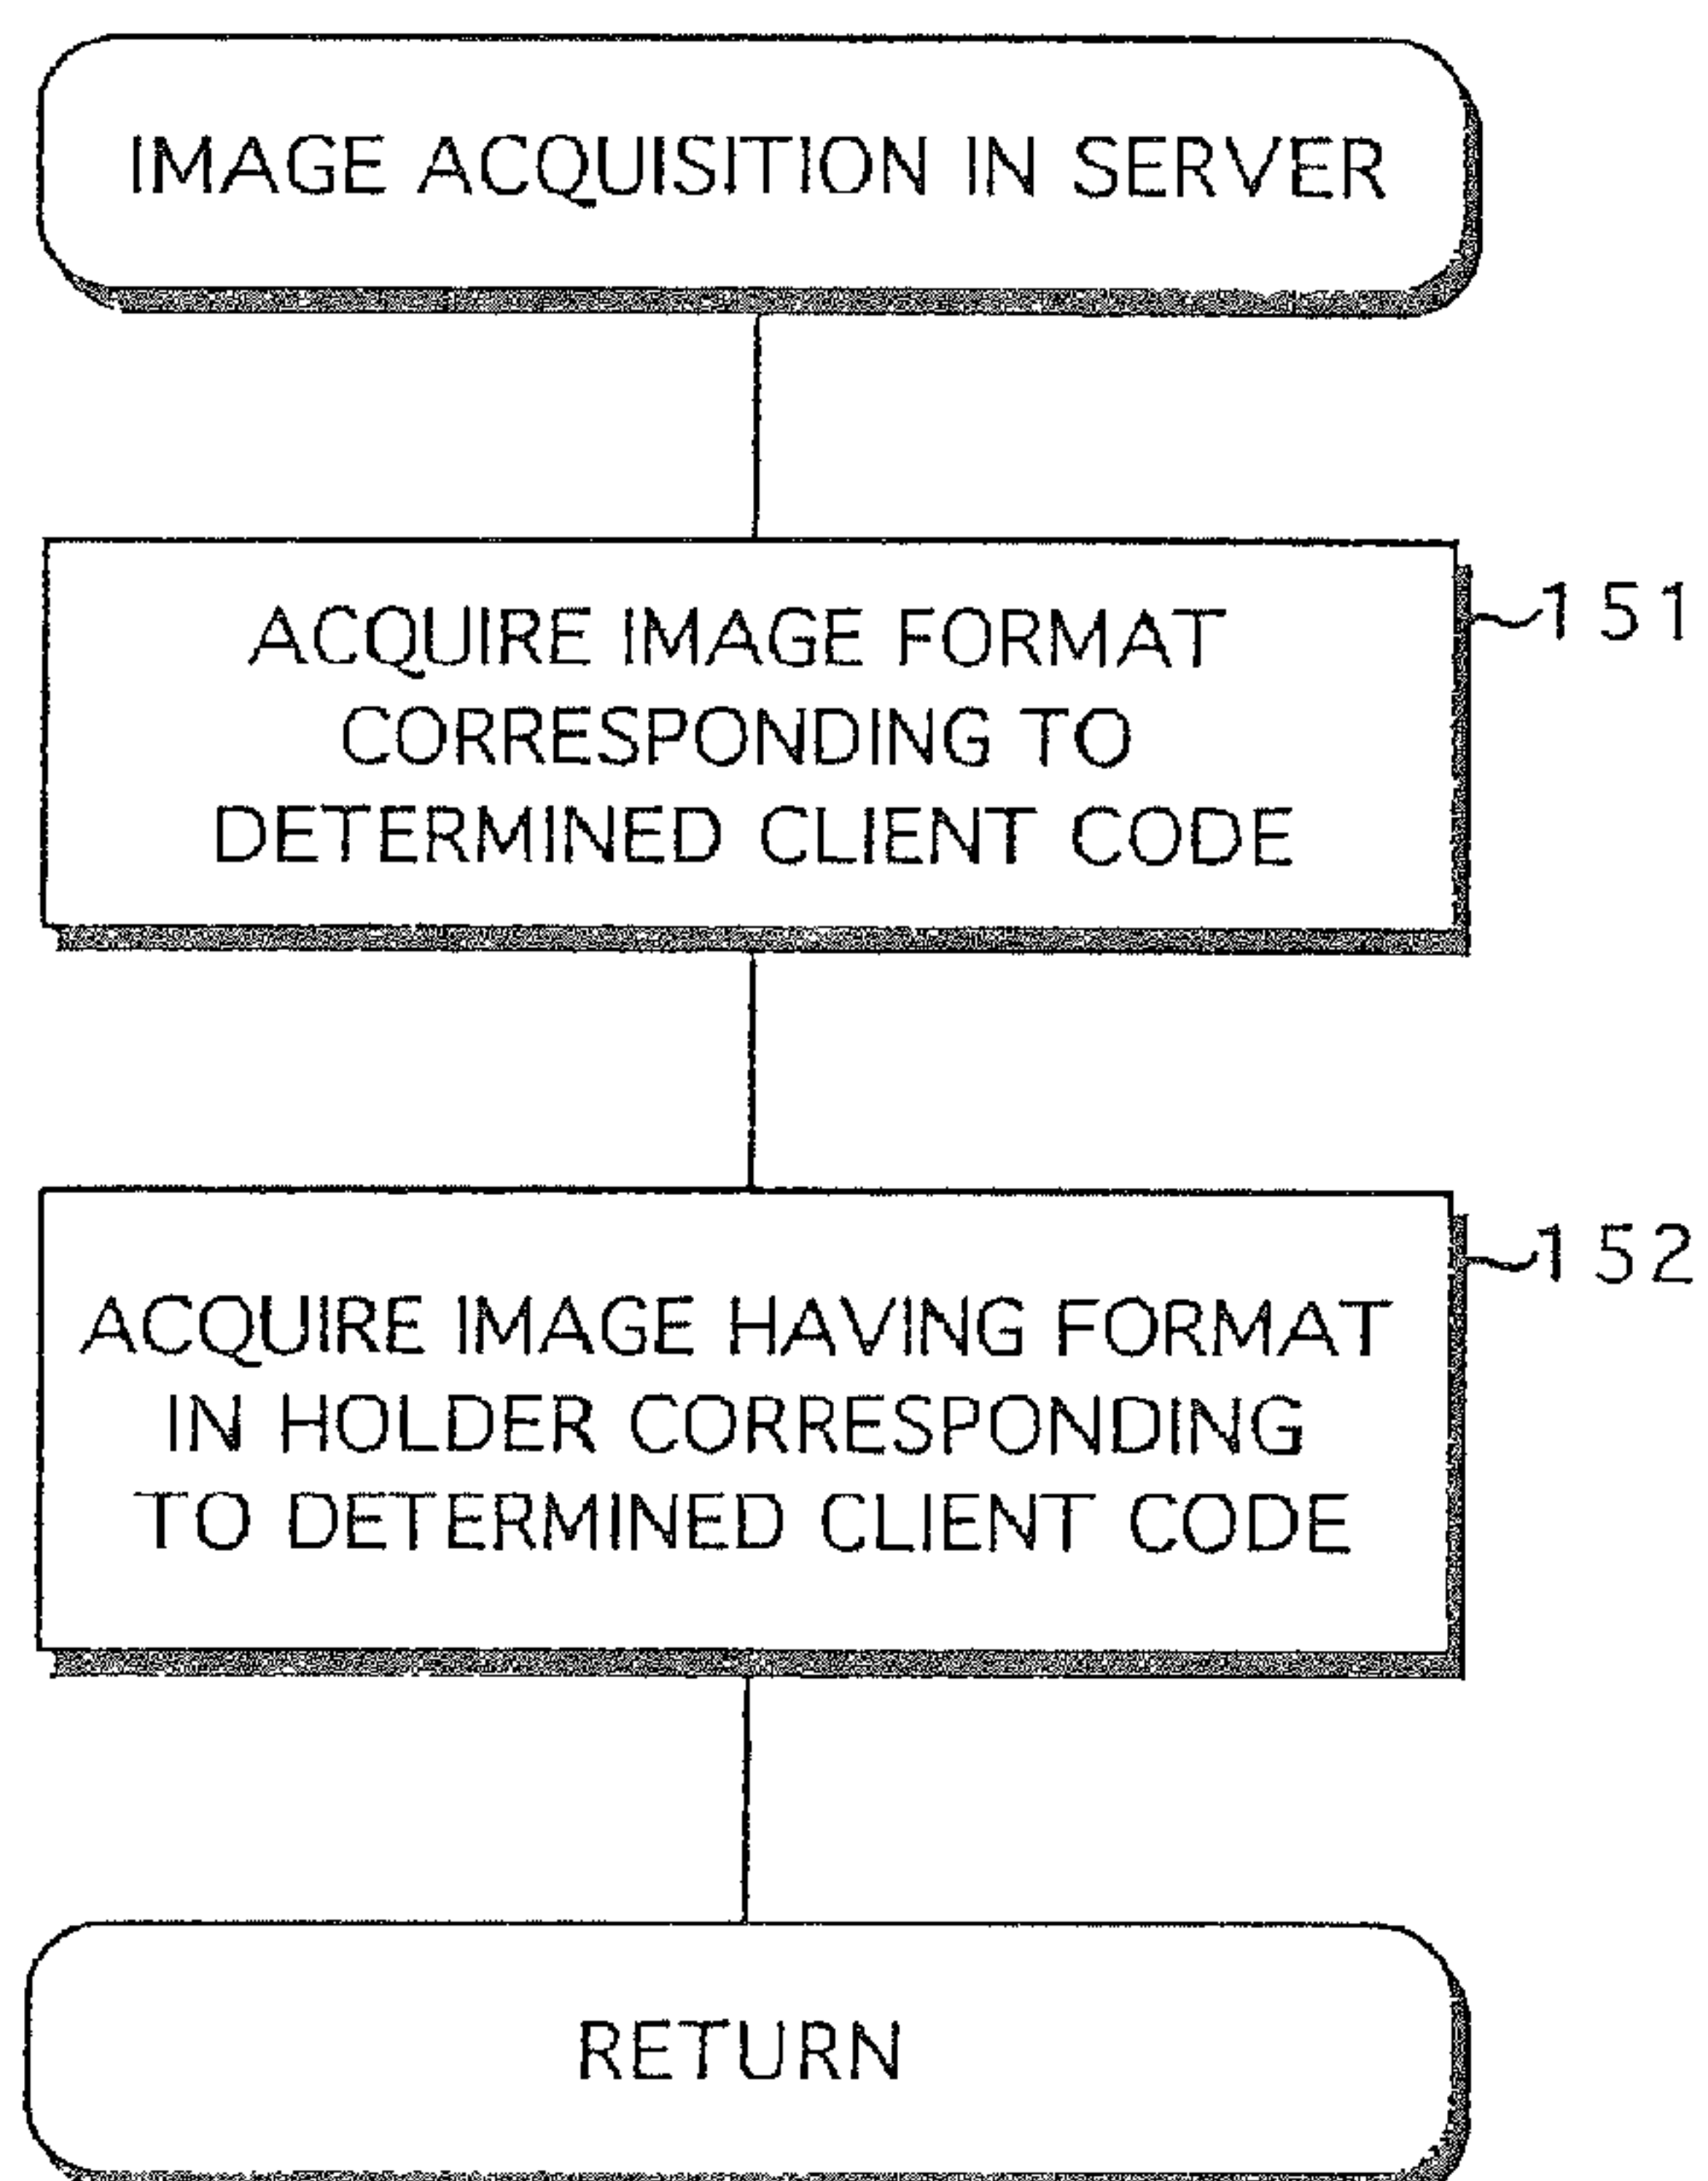 IMAGE ACQUISITION IN SERVER
ACQUIRE IMAGE FORMAT
CORRESPONDING TO
DETERMINED CLIENT CODE
151
ACQUIRE IMAGE HAVING FORMAT
IN HOLDER CORRESPONDING
TO DETERMINED CLIENT CODE
152
RETURN